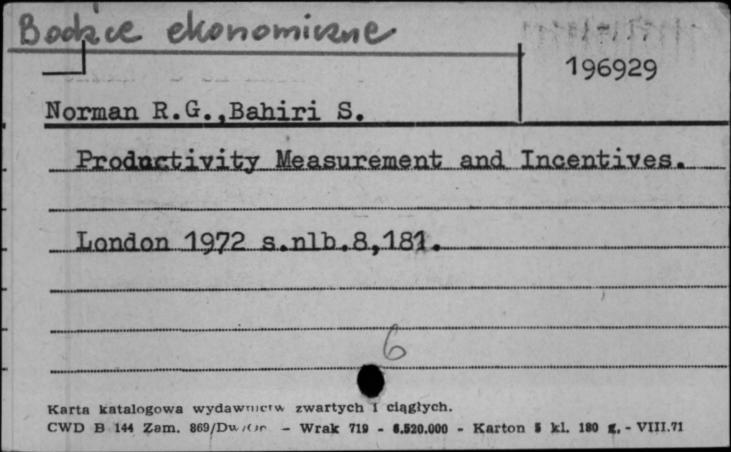 Bodźce ekonomiczne
196929
Norman R.G.,Bahiri S.
Productivity Measurement and Incentives.
London 1972 s.nlb.8,181.
6
Karta katalogowa wydawnictw zwartych i ciągłych.
CWD B 144 Zam. 869/Dw - Wrak 719 - 6.520.000 - Karton 5 kl. 180 g. - VIII.71